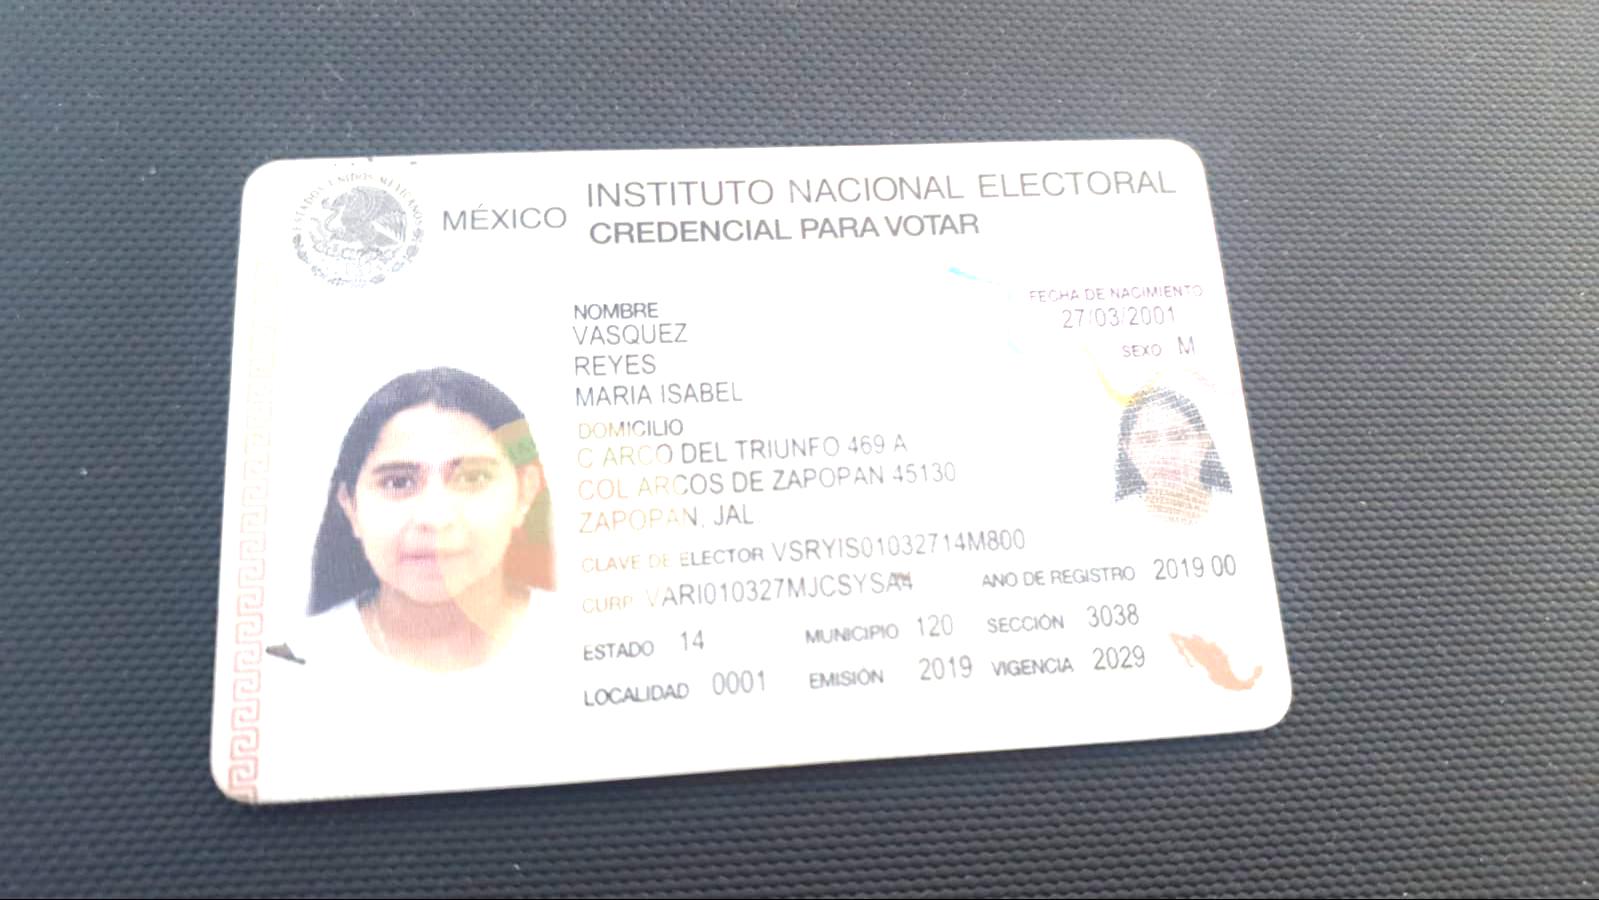 ESTADOS UNIDOS MEXICANOS
MÉXICO
INSTITUTO NACIONAL ELECTORAL
CREDENCIAL PARA VOTAR
FECHA DE NACIMIENTO
27/03/2001
SEXO M
NOMBRE
VASQUEZ
REYES
MARIA ISABEL
DOMICILIO
C ARCO DEL TRIUNFO 469 A
COL ARCOS DE ZAPOPAN 45130
ZAPOPAN, JAL
CLAVE DE ELECTOR VSRYIS01032714M800
CURP AÑO DE REGISTRO 2019 00
ESTADO 14 MUNICIPIO 120 SECCIÓN 3038
LOCALIDAD 0001 EMISIÓN 2019 VIGENCIA 2029